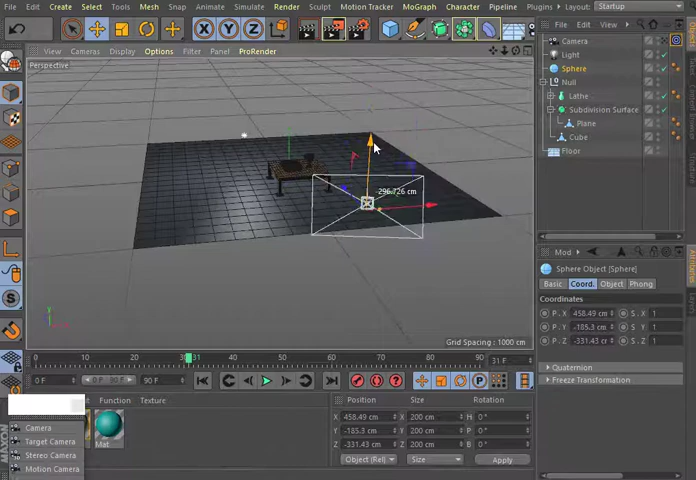 Edit Create Select Tools Mesh Animate Simulate Render Sculpt Motion Tracker MoGraph Character Pipeline Layout: Startup
View Cameras Display Options Filter Panel ProRender
File Edit View
Perspective
Camera
Light
Sphere
Null
Lathe
Subdivision Surface
Plane
Cube
Floor
-296.726 cm
Grid Spacing : 1000 cm
Mod
Sphere Object [Sphere]
Basic Coord. Object Phong
Coordinates
P . X 458.49 cm S . X 1
P . Y -185.3 cm S . Y 1
P . Z -331.43 cr S . Z 1
Quaternion
Freeze Transformation
0 10 20 31 40 50 60 70 80 90 31 F
0 F 0 F 90 F 90 F
Function Texture
Camera
Target Camera
Stereo Camera
Motion Camera
Mat
Position Size Rotation
X 458.49 cm X 200 cm H 0 °
Y -185.3 cm Y 200 cm P 0 °
Z -331.43 cm Z 200 cm B 0 °
Object (Rel) Size Apply
Objects
Attributes
Layers